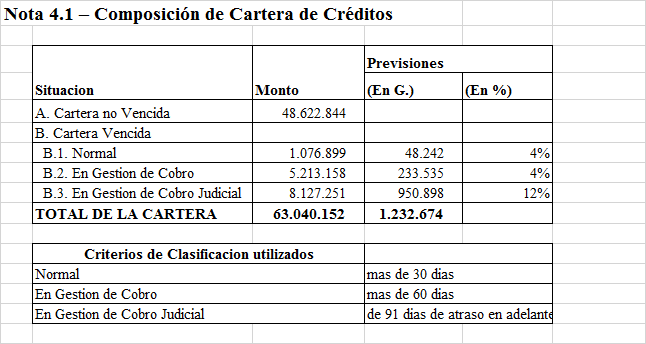 Nota 4.1 – Composición de Cartera de Créditos
Previsiones
Situacion Monto (En G.) (En %)
A. Cartera no Vencida 48.622.844
B. Cartera Vencida
B.1. Normal 1.076.899 48.242 4%
B.2. En Gestion de Cobro 5.213.158 233.535 4%
B.3. En Gestion de Cobro Judicial 8.127.251 950.898 12%
TOTAL DE LA CARTERA 63.040.152 1.232.674
Criterios de Clasificacion utilizados
Normal mas de 30 dias
En Gestion de Cobro mas de 60 dias
En Gestion de Cobro Judicial de 91 dias de atraso en adelante